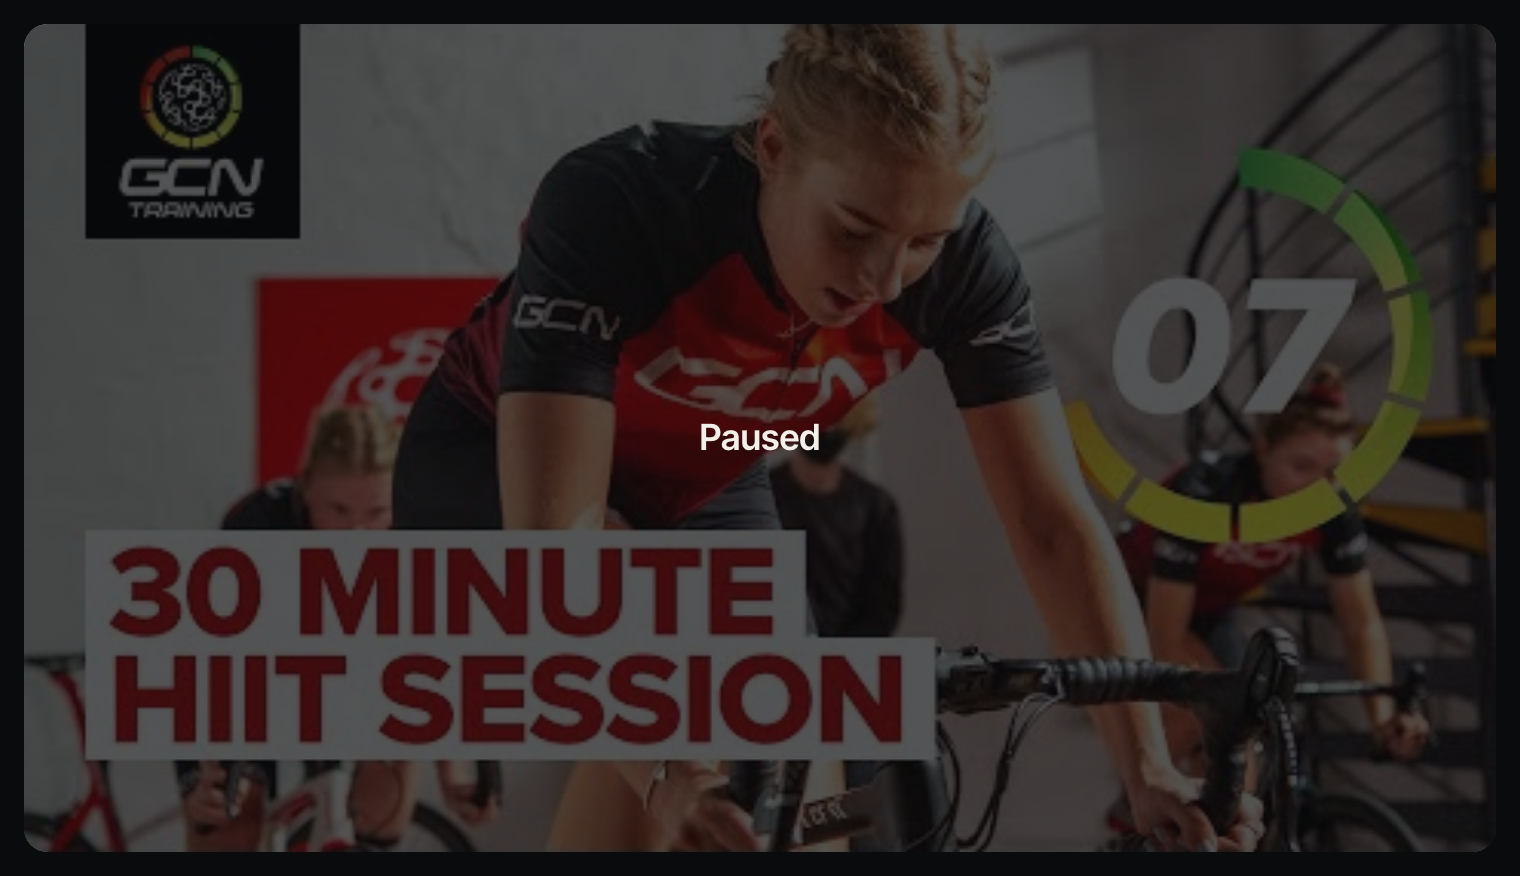 GCN
TRAINING
GCN
GCN
07
Paused
30 MINUTE
HIIT SESSION